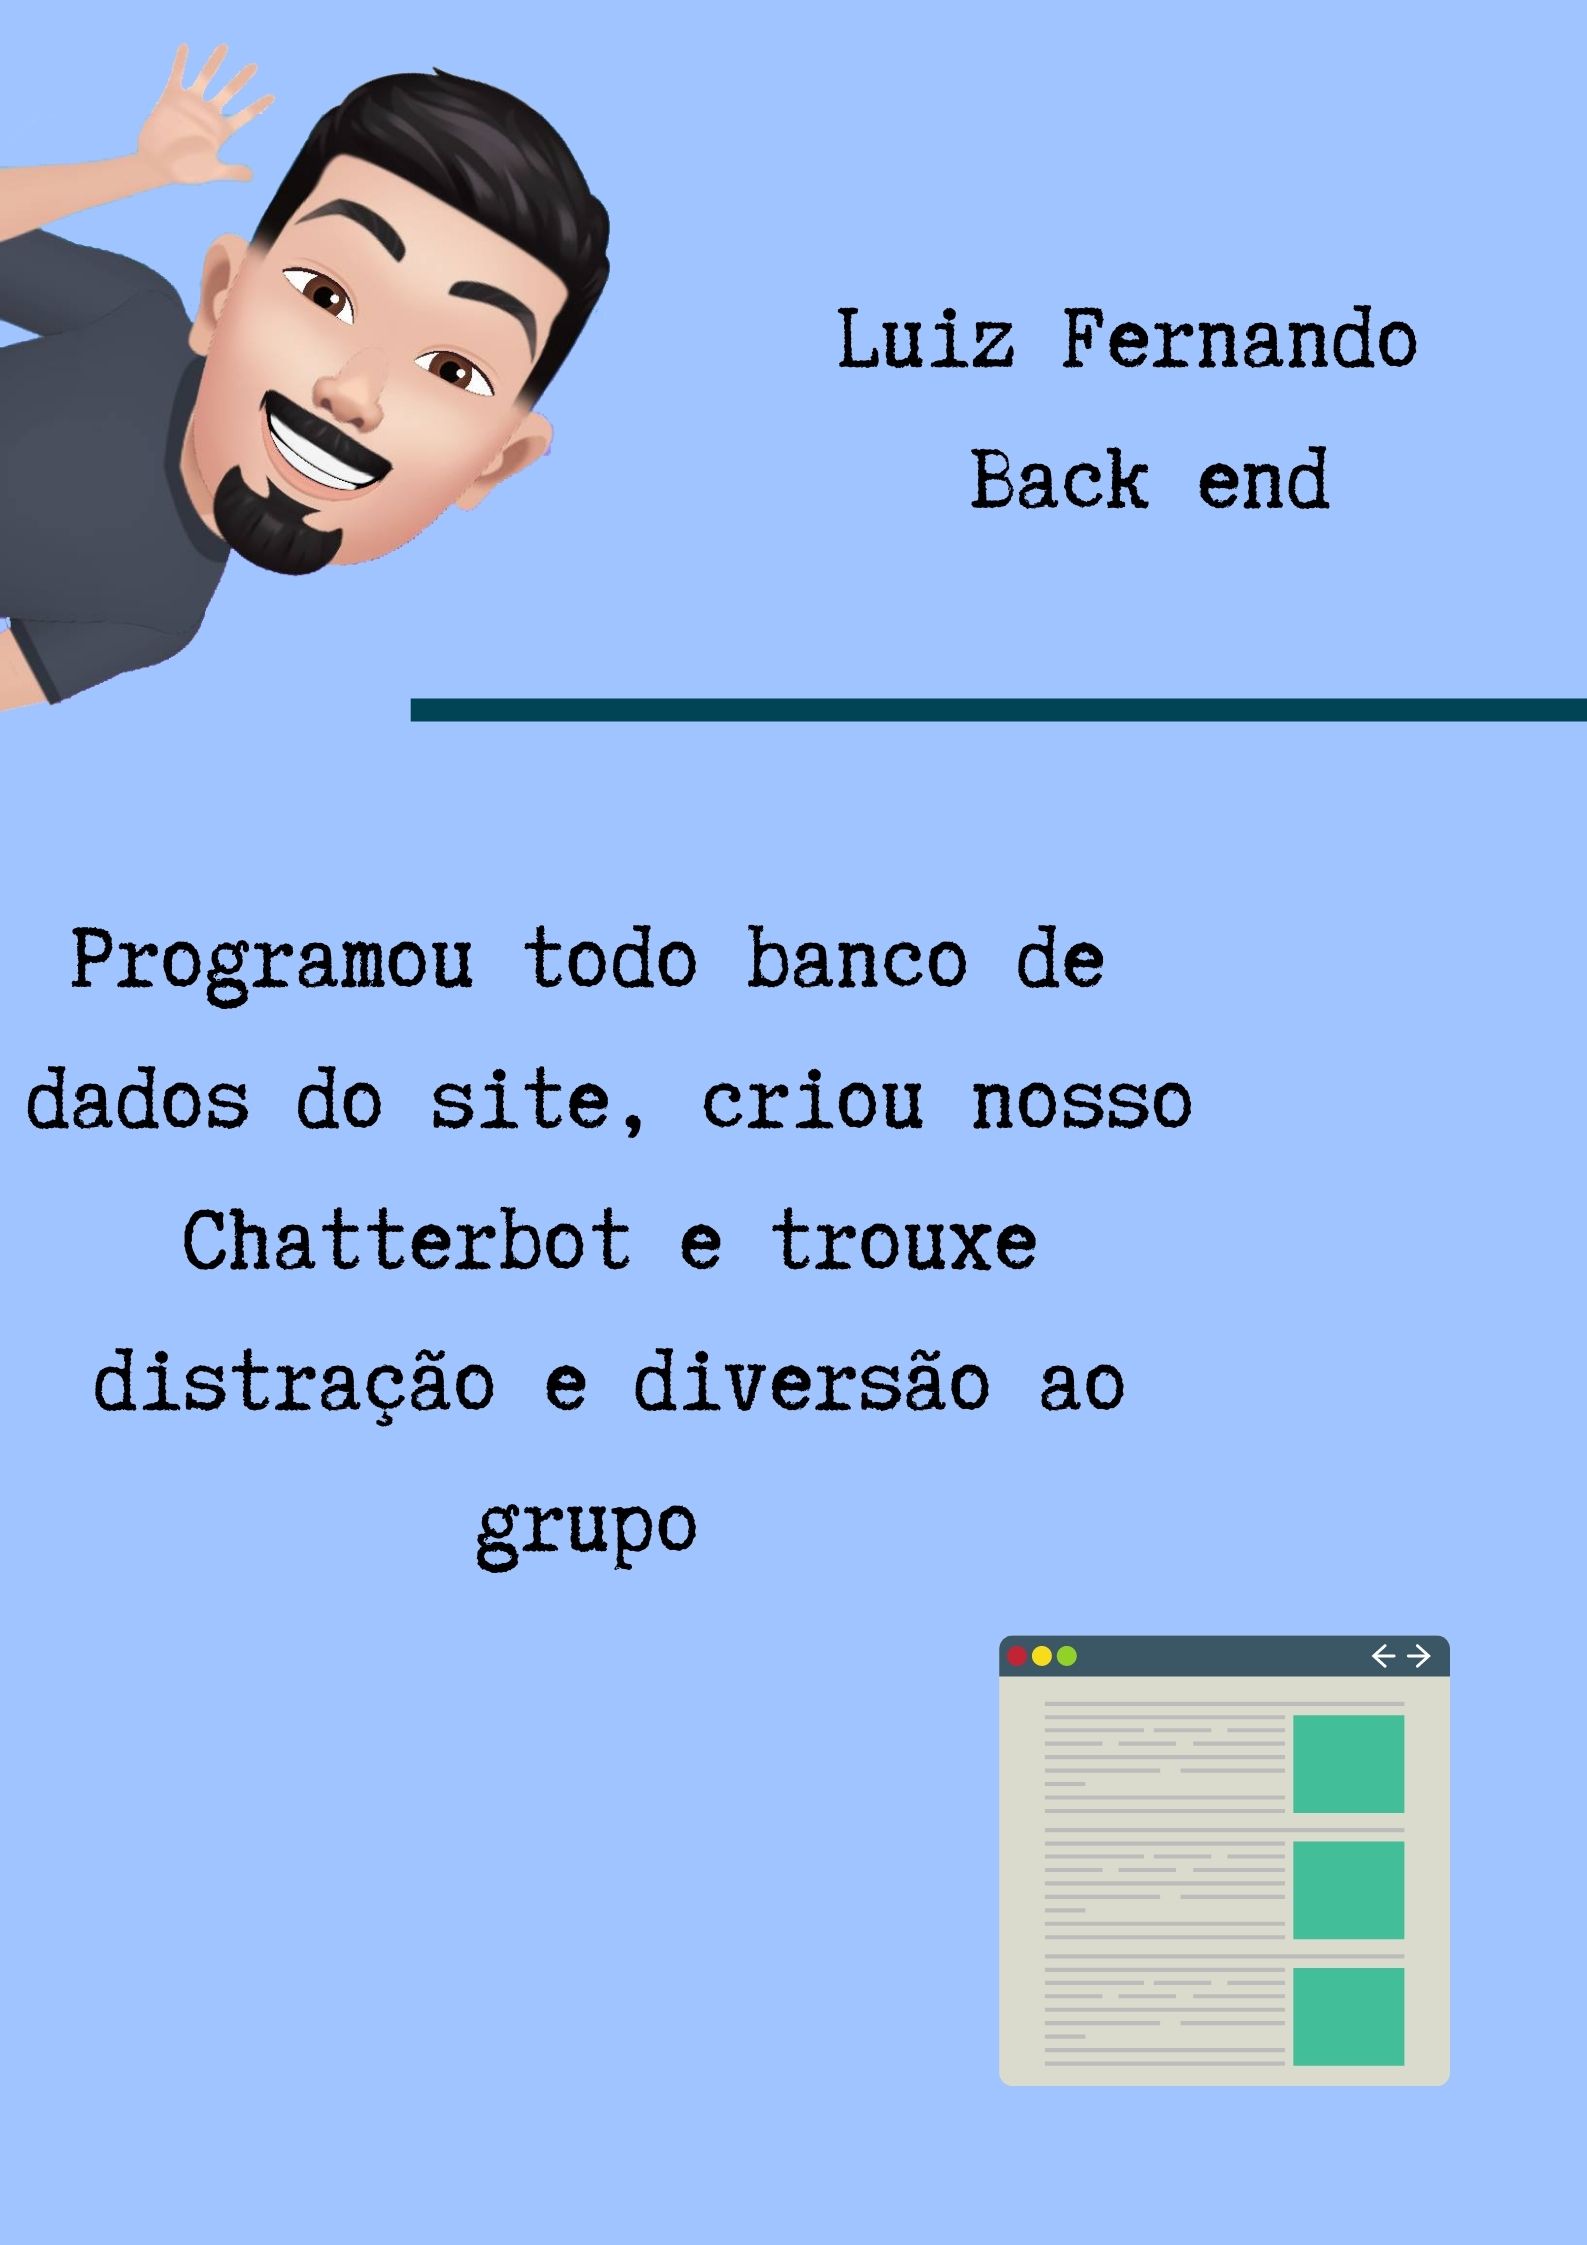 Luiz Fernando
Back end
Programou todo banco de
dados do site, criou nosso
Chatterbot e trouxe
distração e diversão ao
grupo